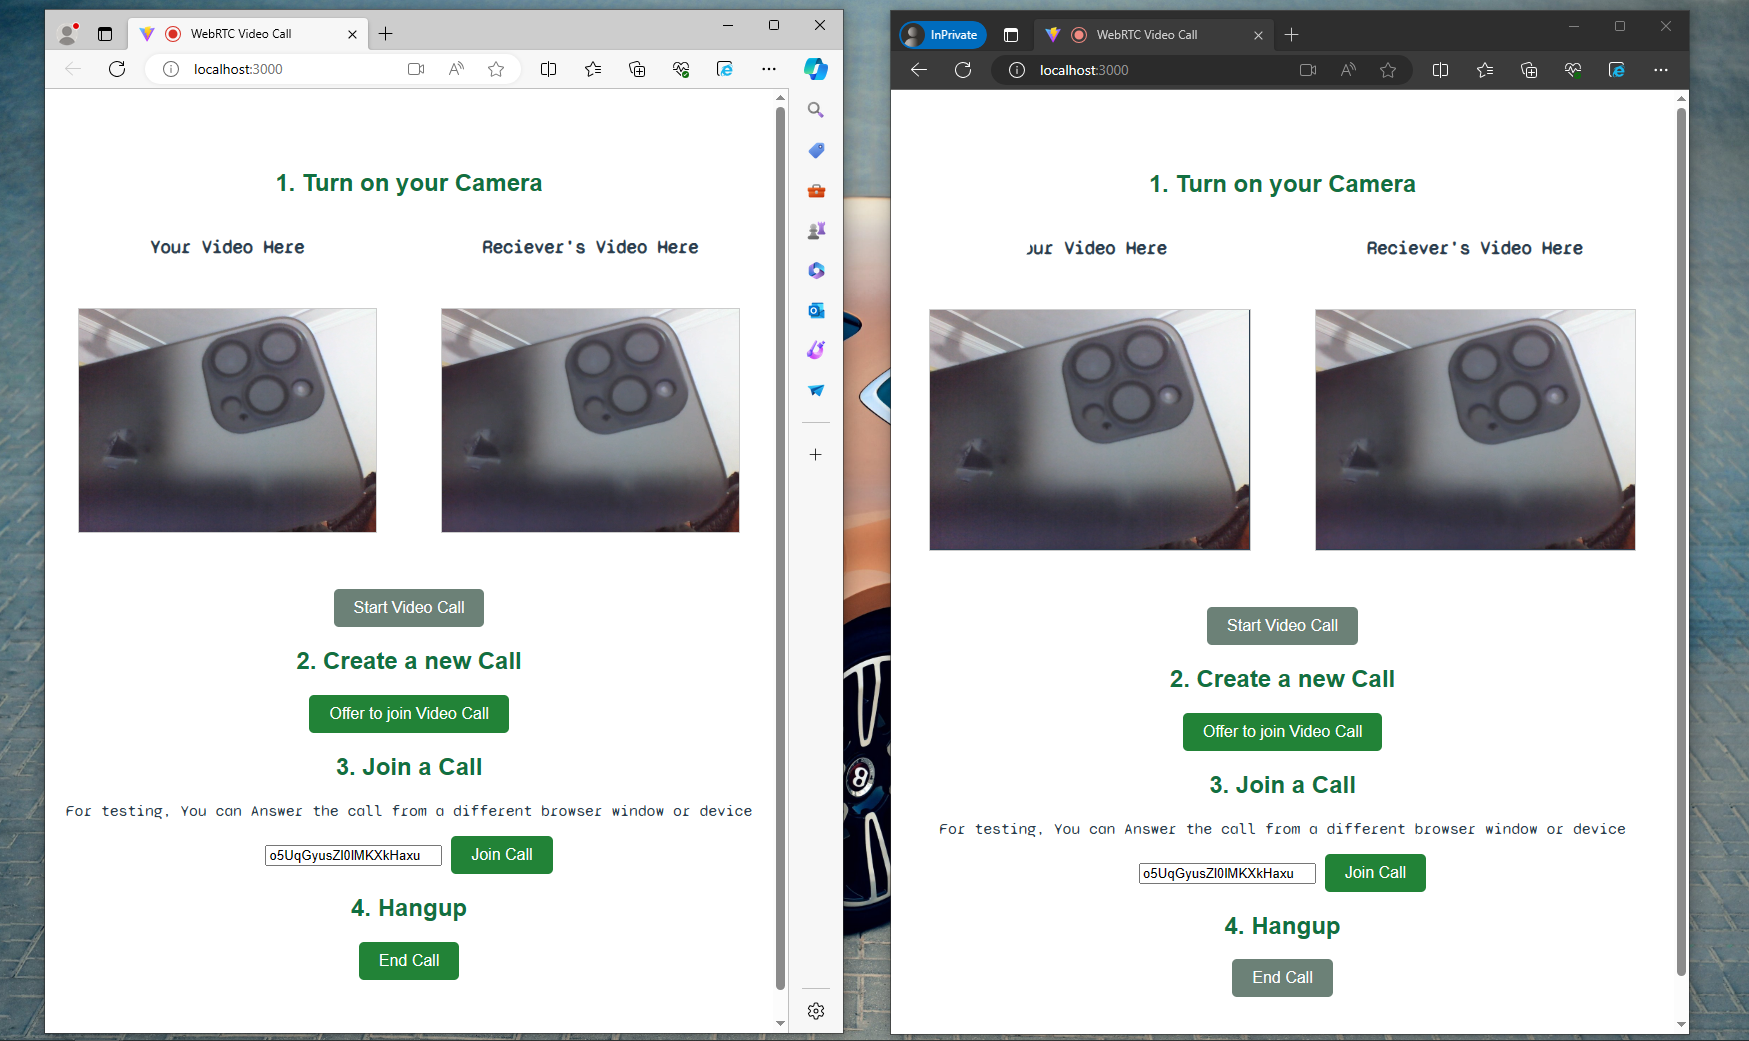 WebRTC Video Call
localhost:3000
1. Turn on your Camera
Your Video Here
Reciever's Video Here
Start Video Call
2. Create a new Call
Offer to join Video Call
3. Join a Call
For testing, You can Answer the call from a different browser window or device
o5UqGyusZl0lMKXkHaxu
Join Call
4. Hangup
End Call
InPrivate
WebRTC Video Call
localhost:3000
1. Turn on your Camera
our Video Here
Reciever's Video Here
Start Video Call
2. Create a new Call
Offer to join Video Call
3. Join a Call
For testing, You can Answer the call from a different browser window or device
o5UqGyusZl0lMKXkHaxu
Join Call
4. Hangup
End Call
8